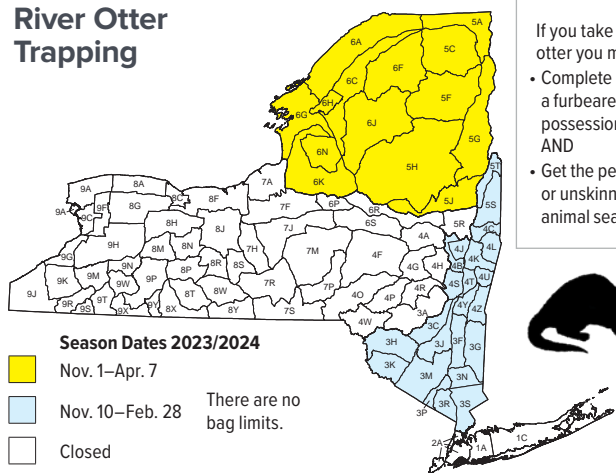 River Otter
Trapping
If you take
otter you m
• Complete
a furbeare
possession
AND
• Get the pe
or unskinn
animal sea
5A
6A
5C
6C
6F
6H
5F
6G
6J
5G
6N
5H
5T
6K
7A
5J
5S
9A
8A
8C
8F
7F
6P
6R
9A
9F
8G
9C
6S
5R
4C
8H
8J
7J
4A
4L
9H
8M
8N
7H
7M
4F
4J
4K
9G
9N
8R
8S
4G
4H
4B
9K
9M
9W
9P
8P
7R
7P
4R
4S
4T
4U
9J
9R
9S
9T
9X
9Y
8X
8T
8W
8Y
7S
4O
4P
3A
4Y
4Z
4W
3C
3H
3J
3F
3G
3K
3M
3N
3P
3R
3S
2A
1A
1C
Season Dates 2023/2024
Nov. 1–Apr. 7
Nov. 10–Feb. 28
Closed
There are no
bag limits.